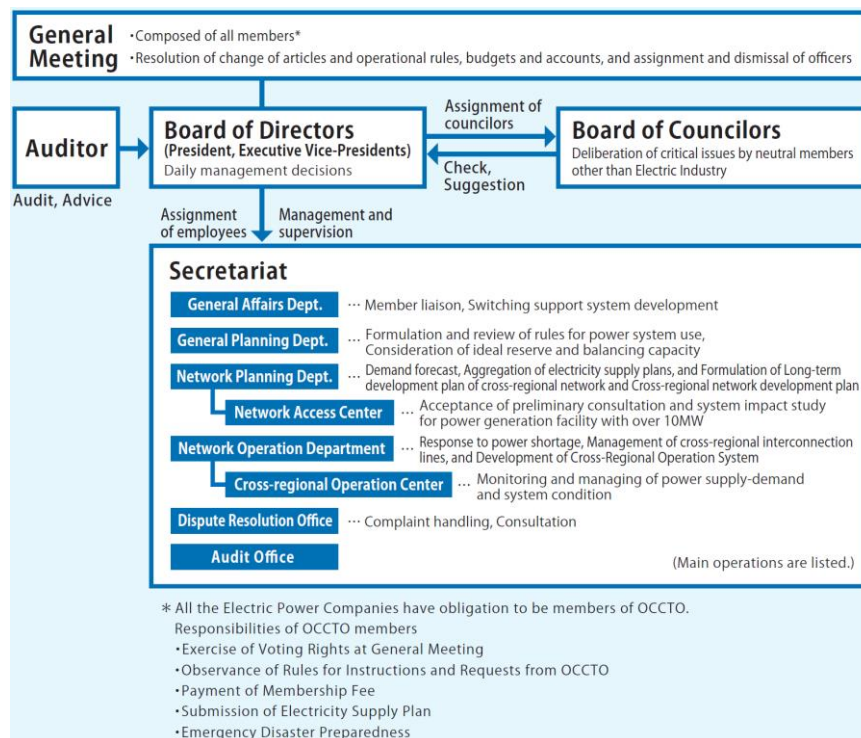 General Meeting
・Composed of all members*
・Resolution of change of articles and operational rules, budgets and accounts, and assignment and dismissal of officers
Auditor
Audit, Advice
Board of Directors
(President, Executive Vice-Presidents)
Daily management decisions
Assignment of
councilors
Check,
Suggestion
Board of Councilors
Deliberation of critical issues by neutral members
other than Electric Industry
Assignment
of employees
Management and
supervision
Secretariat
General Affairs Dept. … Member liaison, Switching support system development
General Planning Dept. … Formulation and review of rules for power system use,
Consideration of ideal reserve and balancing capacity
Network Planning Dept. … Demand forecast, Aggregation of electricity supply plans, and Formulation of Long-term
development plan of cross-regional network and Cross-regional network development plan
Network Access Center … Acceptance of preliminary consultation and system impact study
for power generation facility with over 10MW
Network Operation Department … Response to power shortage, Management of cross-regional interconnection
lines, and Development of Cross-Regional Operation System
Cross-regional Operation Center … Monitoring and managing of power supply-demand
and system condition
Dispute Resolution Office … Complaint handling, Consultation
Audit Office
(Main operations are listed.)
* All the Electric Power Companies have obligation to be members of OCCTO.
Responsibilities of OCCTO members
・Exercise of Voting Rights at General Meeting
・Observance of Rules for Instructions and Requests from OCCTO
・Payment of Membership Fee
・Submission of Electricity Supply Plan
・Emergency Disaster Preparedness